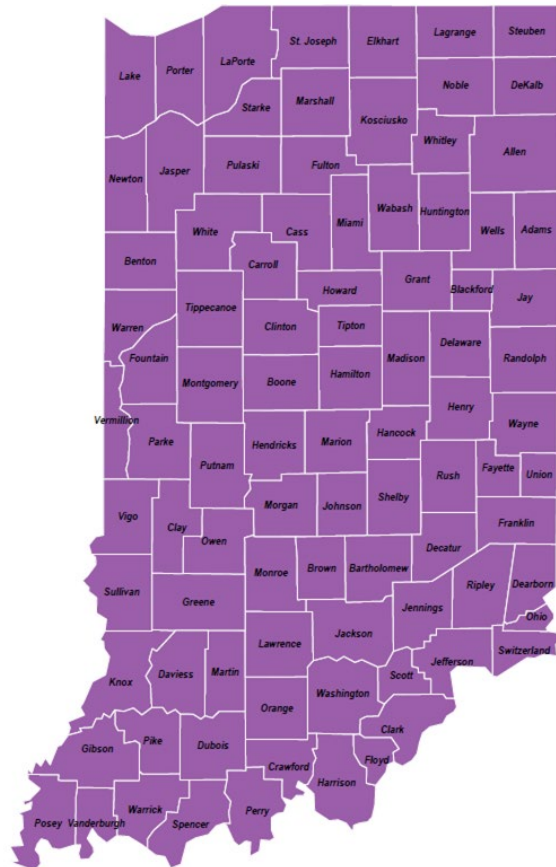 Lake
Porter
LaPorte
St. Joseph
Elkhart
Lagrange
Steuben
Noble
DeKalb
Starke
Marshall
Kosciusko
Whitley
Allen
Newton
Jasper
Pulaski
Fulton
Miami
Wabash
Huntington
Wells
Adams
White
Cass
Benton
Carroll
Howard
Grant
Blackford
Jay
Tippecanoe
Warren
Clinton
Tipton
Fountain
Madison
Delaware
Randolph
Montgomery
Boone
Hamilton
Henry
Vermillion
Parke
Putnam
Hendricks
Marion
Hancock
Wayne
Rush
Fayette
Union
Vigo
Clay
Owen
Morgan
Johnson
Shelby
Franklin
Sullivan
Greene
Monroe
Brown
Bartholomew
Decatur
Jennings
Ripley
Dearborn
Ohio
Switzerland
Knox
Daviess
Martin
Lawrence
Jackson
Scott
Jefferson
Orange
Washington
Clark
Gibson
Pike
Dubois
Crawford
Harrison
Floyd
Posey
Vanderburgh
Warrick
Spencer
Perry